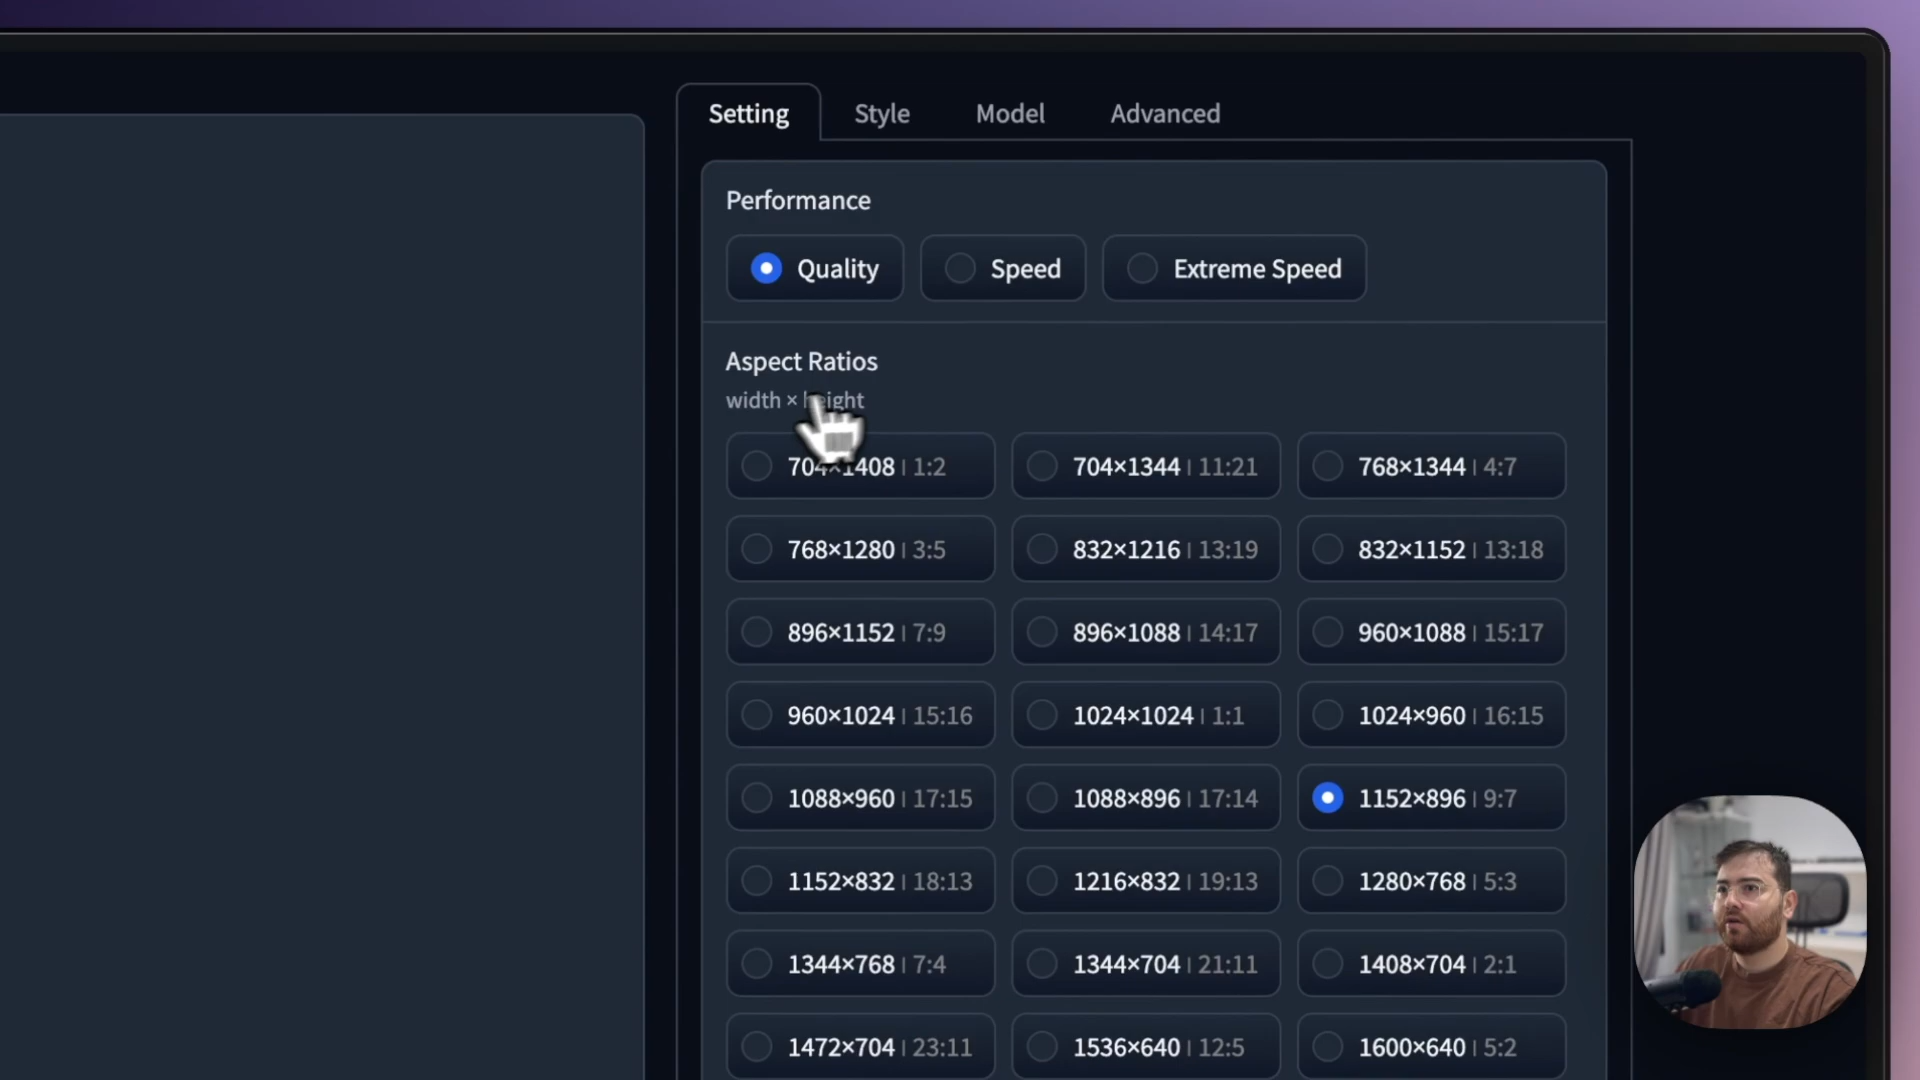 Setting Style Model Advanced
Performance
Quality Speed Extreme Speed
Aspect Ratios
width × height
704×1408 | 1:2 704×1344 | 11:21 768×1344 | 4:7
768×1280 | 3:5 832×1216 | 13:19 832×1152 | 13:18
896×1152 | 7:9 896×1088 | 14:17 960×1088 | 15:17
960×1024 | 15:16 1024×1024 | 1:1 1024×960 | 16:15
1088×960 | 17:15 1088×896 | 17:14 1152×896 | 9:7
1152×832 | 18:13 1216×832 | 19:13 1280×768 | 5:3
1344×768 | 7:4 1344×704 | 21:11 1408×704 | 2:1
1472×704 | 23:11 1536×640 | 12:5 1600×640 | 5:2